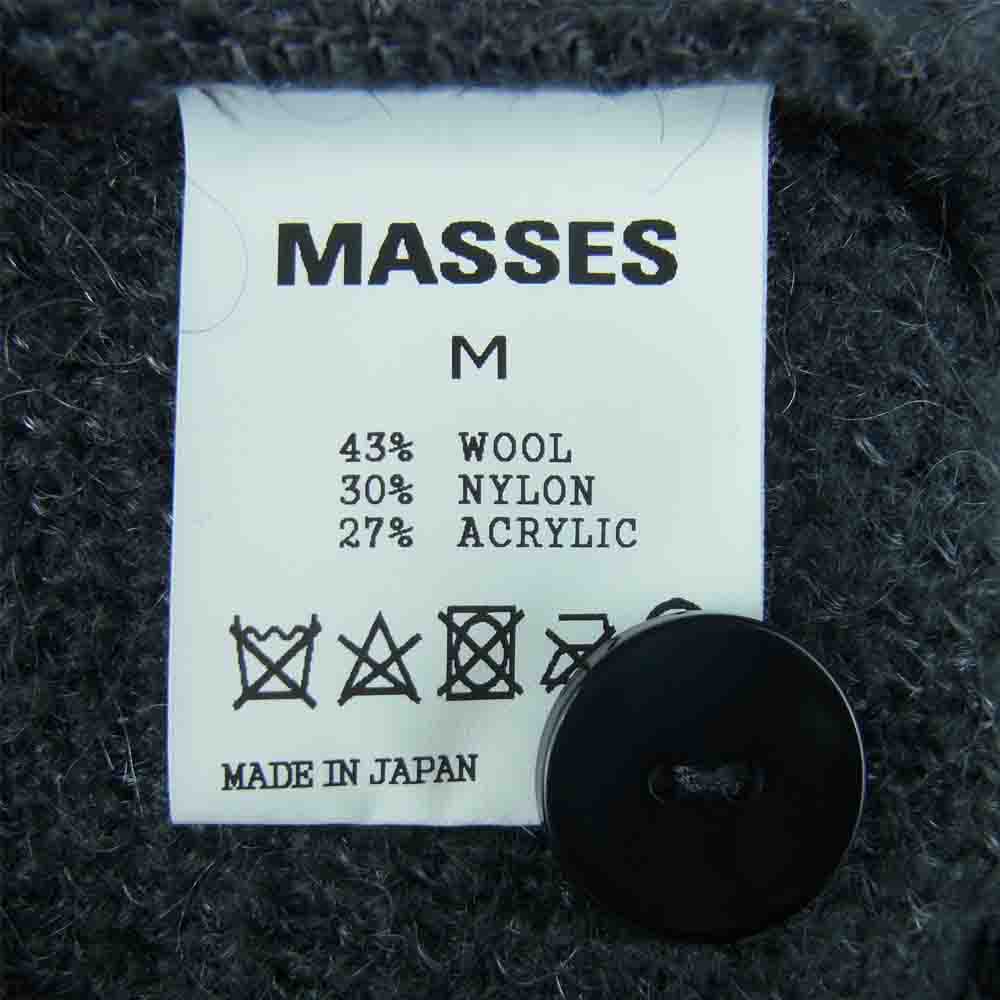 MASSES
M
43% WOOL
30% NYLON
27% ACRYLIC
MADE IN JAPAN